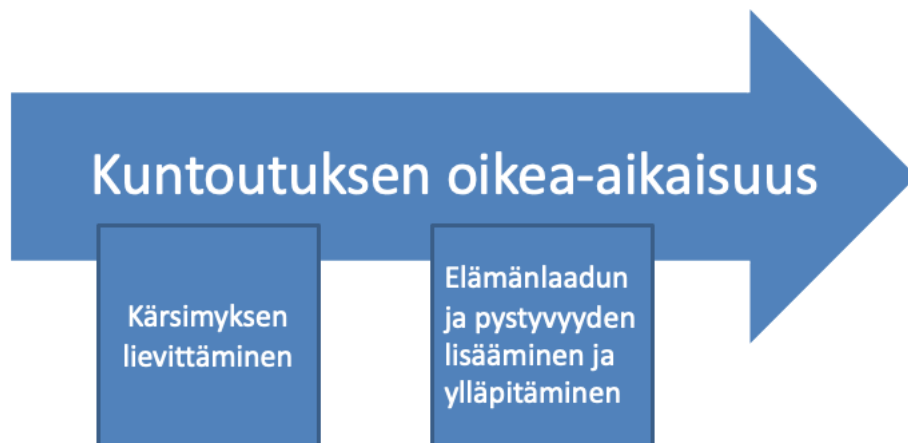 Kuntoutuksen oikea-aikaisuus
Kärsimyksen
lievittäminen
Elämänlaadun
ja pystyvyyden
lisääminen ja
ylläpitäminen